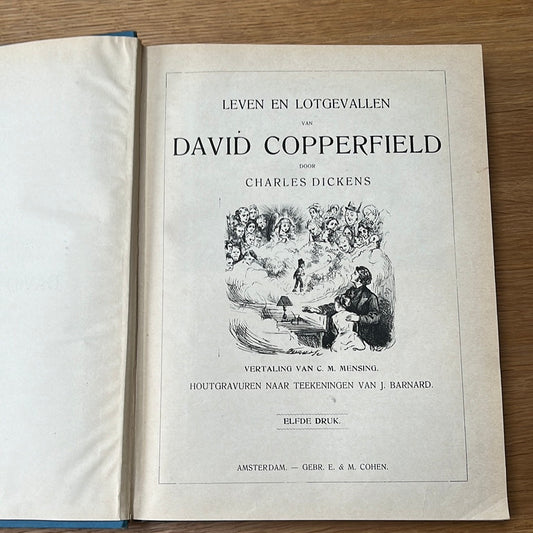 LEVEN EN LOTGEVALLEN
VAN
DAVID COPPERFIELD
DOOR
CHARLES DICKENS
VERTALING VAN C. M. MENSING.
HOUTGRAVUREN NAAR TEEKENINGEN VAN J. BARNARD.
ELFDE DRUK.
AMSTERDAM. — GEBR. E. & M. COHEN.